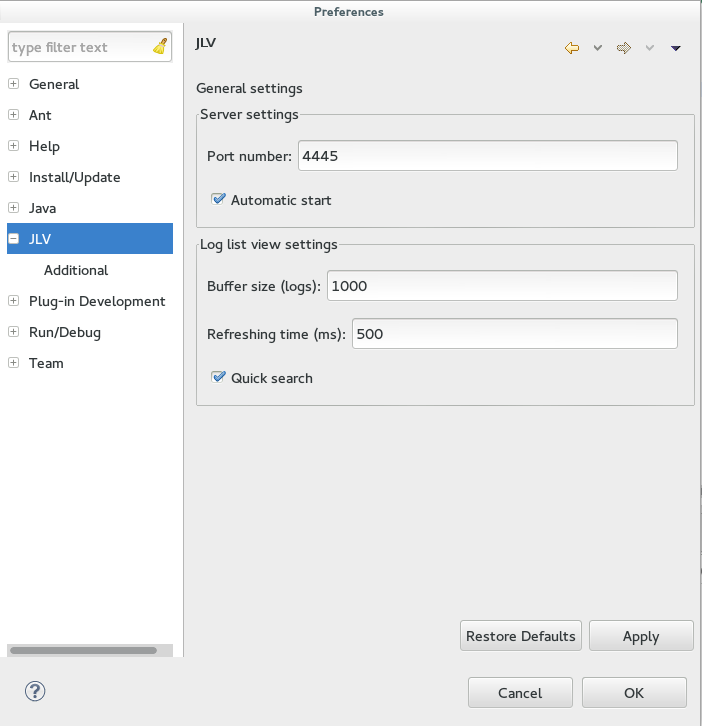 Preferences
type filter text
JLV
General
Ant
Help
Install/Update
Java
JLV
Additional
Plug-in Development
Run/Debug
Team
General settings
Server settings
Port number: 4445
Automatic start
Log list view settings
Buffer size (logs): 1000
Refreshing time (ms): 500
Quick search
Restore Defaults Apply
? Cancel OK